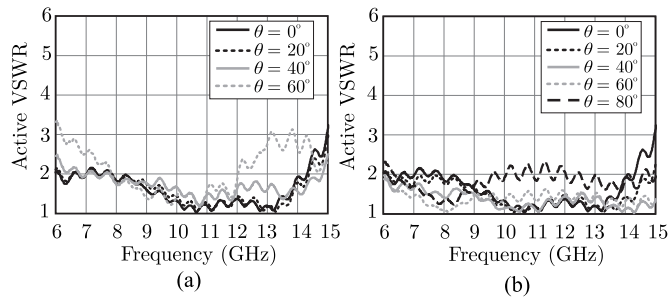 Active VSWR
6
5
4
3
2
1
θ = 0°
θ = 20°
θ = 40°
θ = 60°
6 7 8 9 10 11 12 13 14 15
Frequency (GHz)
(a)
Active VSWR
6
5
4
3
2
1
θ = 0°
θ = 20°
θ = 40°
θ = 60°
θ = 80°
6 7 8 9 10 11 12 13 14 15
Frequency (GHz)
(b)